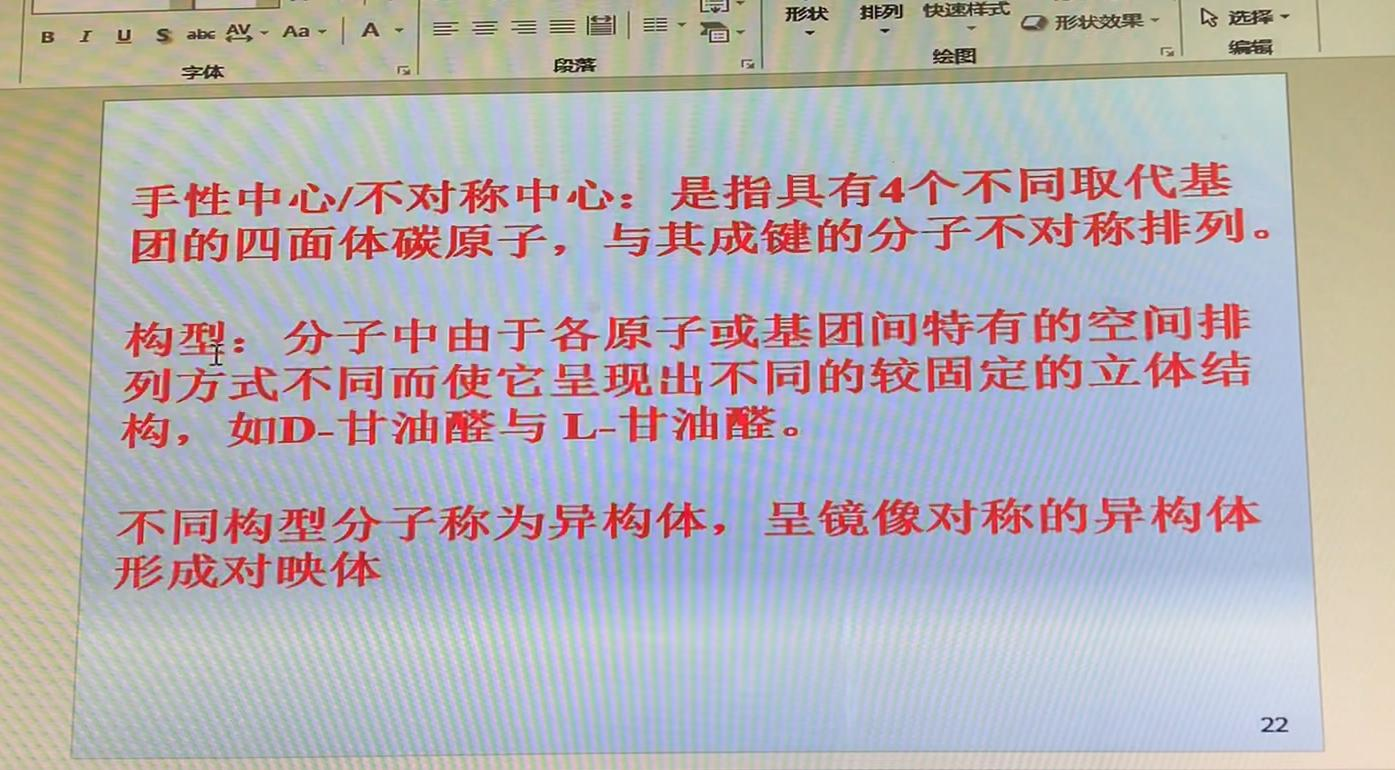 形状 排列 快速样式
B I U S abc AV Aa A 形状效果 选择
字体 段落 绘图 编辑
手性中心/不对称中心：是指具有4个不同取代基
团的四面体碳原子，与其成键的分子不对称排列。
构型：分子中由于各原子或基团间特有的空间排
列方式不同而使它呈现出不同的较固定的立体结
构，如D-甘油醛与 L-甘油醛。
不同构型分子称为异构体，呈镜像对称的异构体
形成对映体
22